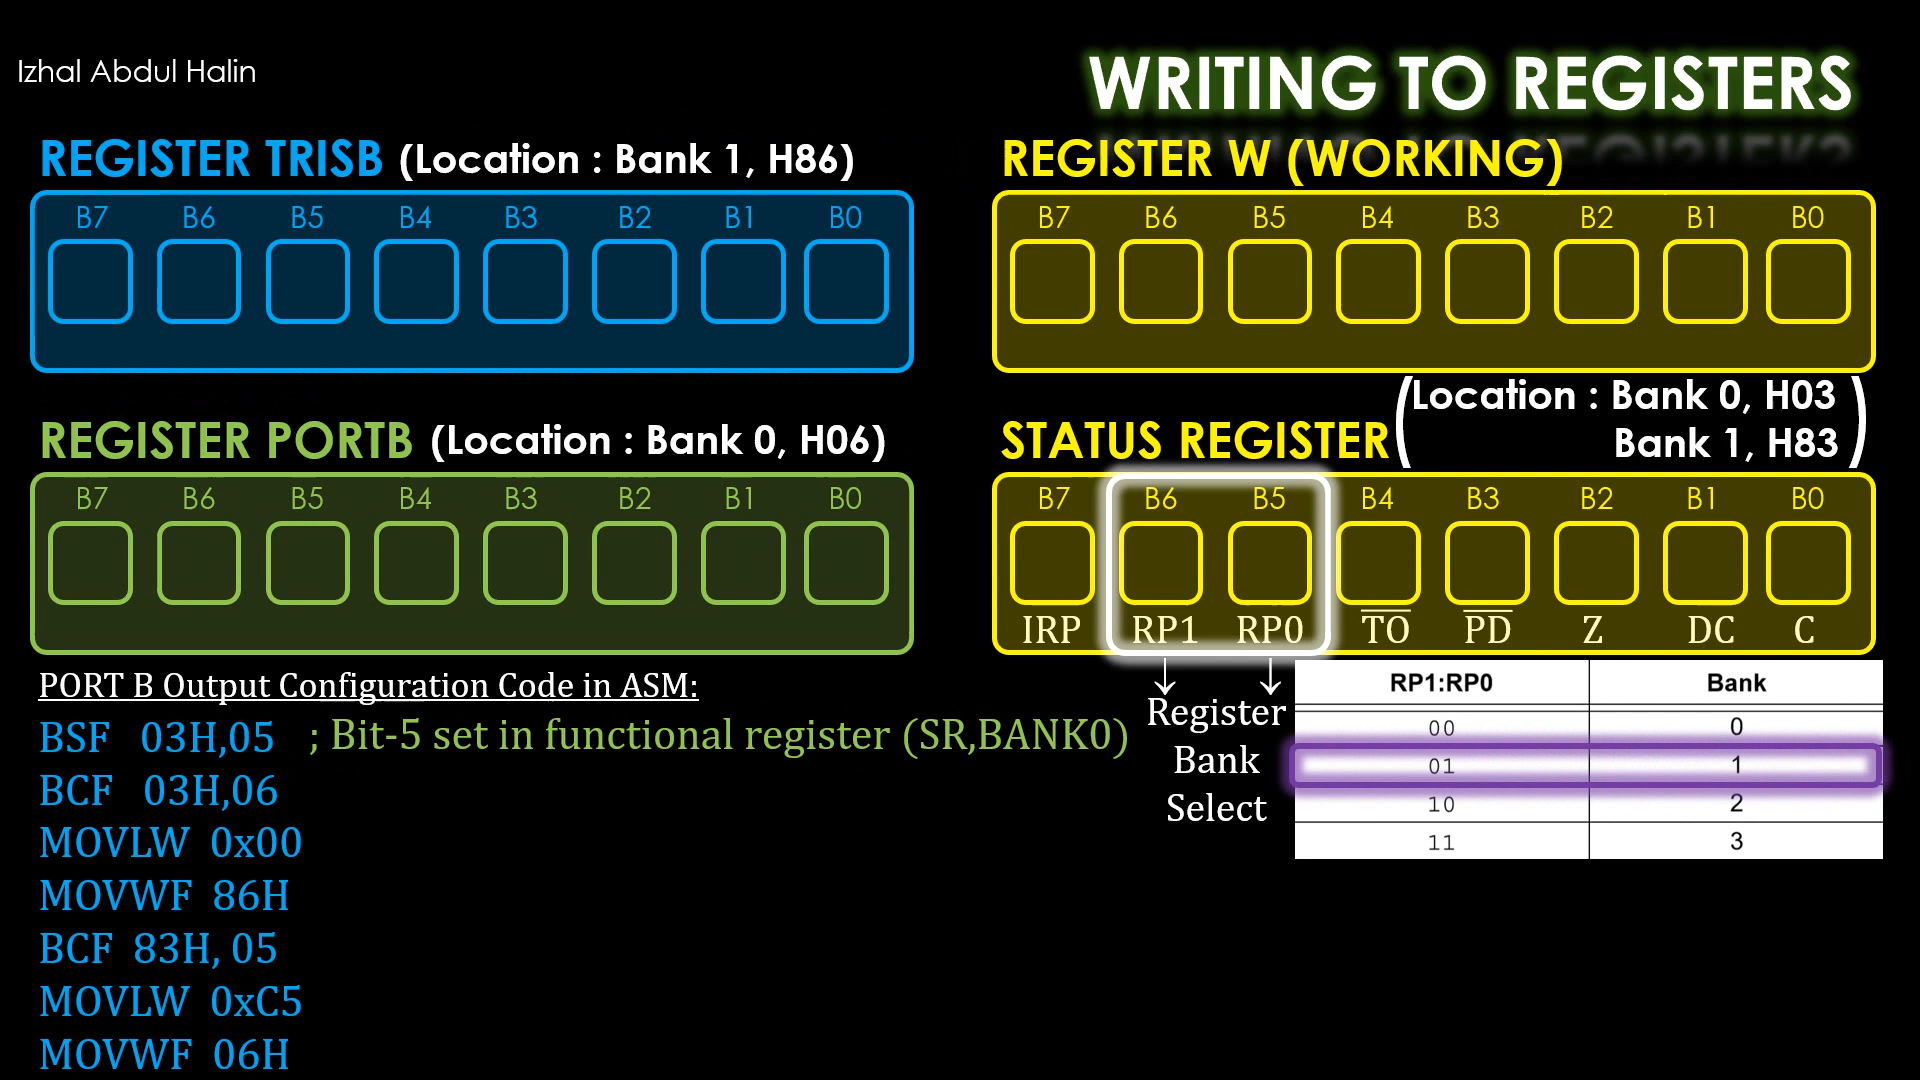 Izhal Abdul Halin
WRITING TO REGISTERS
REGISTER TRISB (Location : Bank 1, H86)
B7 B6 B5 B4 B3 B2 B1 B0
REGISTER W (WORKING)
B7 B6 B5 B4 B3 B2 B1 B0
REGISTER PORTB (Location : Bank 0, H06)
B7 B6 B5 B4 B3 B2 B1 B0
STATUS REGISTER (Location : Bank 0, H03
Bank 1, H83)
B7 B6 B5 B4 B3 B2 B1 B0
IRP RP1 RP0 T̅O̅ P̅D̅ Z DC C
PORT B Output Configuration Code in ASM:
BSF 03H,05 ; Bit-5 set in functional register (SR,BANK0)
BCF 03H,06
MOVLW 0x00
MOVWF 86H
BCF 83H, 05
MOVLW 0xC5
MOVWF 06H
Register
Bank
Select
RP1:RP0 Bank
00 0
01 1
10 2
11 3